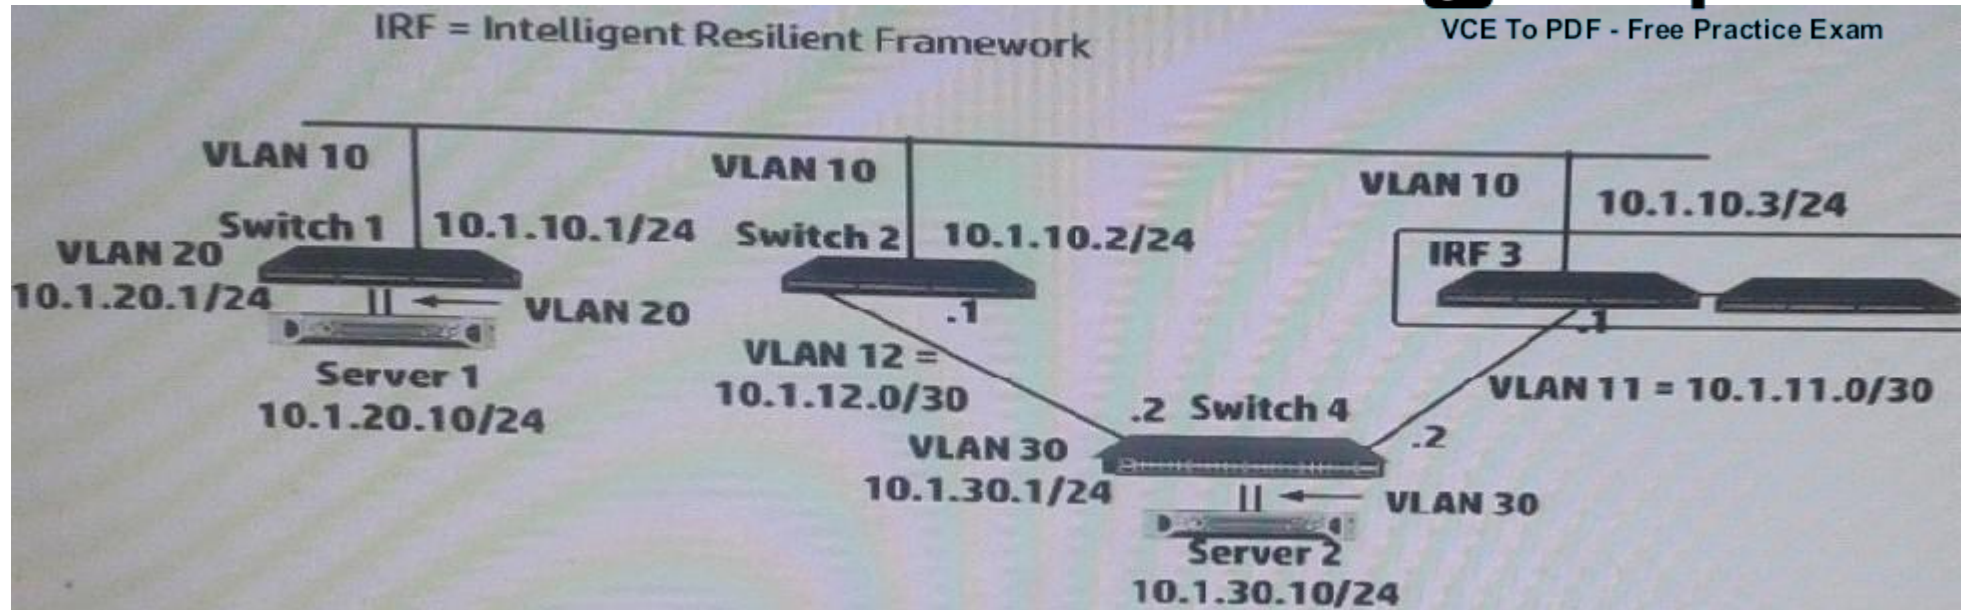 VCE To PDF - Free Practice Exam
IRF = Intelligent Resilient Framework
VLAN 10
VLAN 10
VLAN 10
10.1.10.3/24
Switch 1
10.1.10.1/24
Switch 2
10.1.10.2/24
IRF 3
VLAN 20
10.1.20.1/24
VLAN 20
.1
.1
Server 1
10.1.20.10/24
VLAN 12 =
10.1.12.0/30
VLAN 11 = 10.1.11.0/30
.2
Switch 4
.2
VLAN 30
10.1.30.1/24
VLAN 30
Server 2
10.1.30.10/24